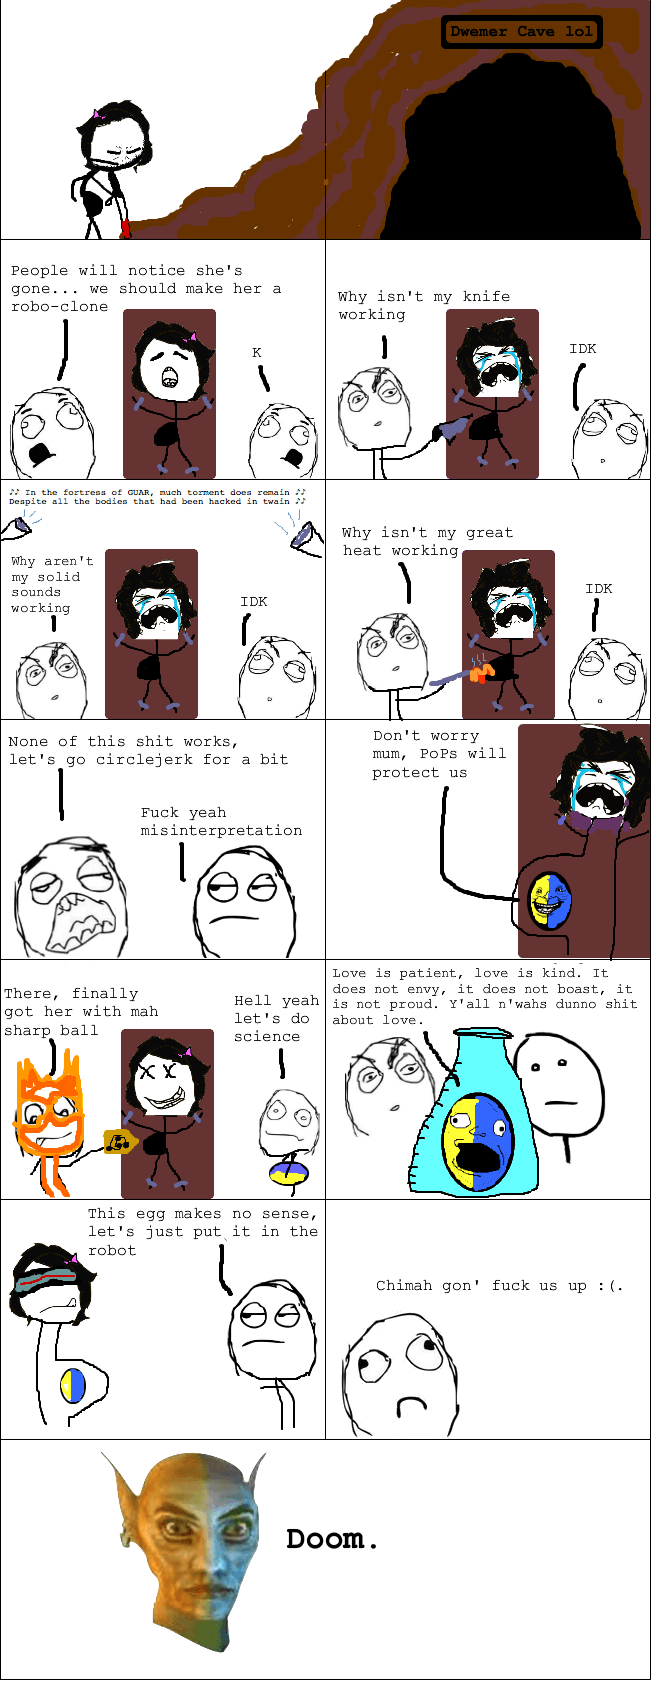 Dwemer Cave lol
People will notice she's
gone... we should make her a
robo-clone
K
Why isn't my knife
working
IDK
♪♪ In the fortress of GUAR, much torment does remain ♪♪
Despite all the bodies that had been hacked in twain ♪♪
Why aren't
my solid
sounds
working
IDK
Why isn't my great
heat working
IDK
None of this shit works,
let's go circlejerk for a bit
Fuck yeah
misinterpretation
Don't worry
mum, PoPs will
protect us
There, finally
got her with mah
sharp ball
Hell yeah
let's do
science
Love is patient, love is kind. It
does not envy, it does not boast, it
is not proud. Y'all n'wahs dunno shit
about love.
This egg makes no sense,
let's just put it in the
robot
Chimah gon' fuck us up :(.
Doom.